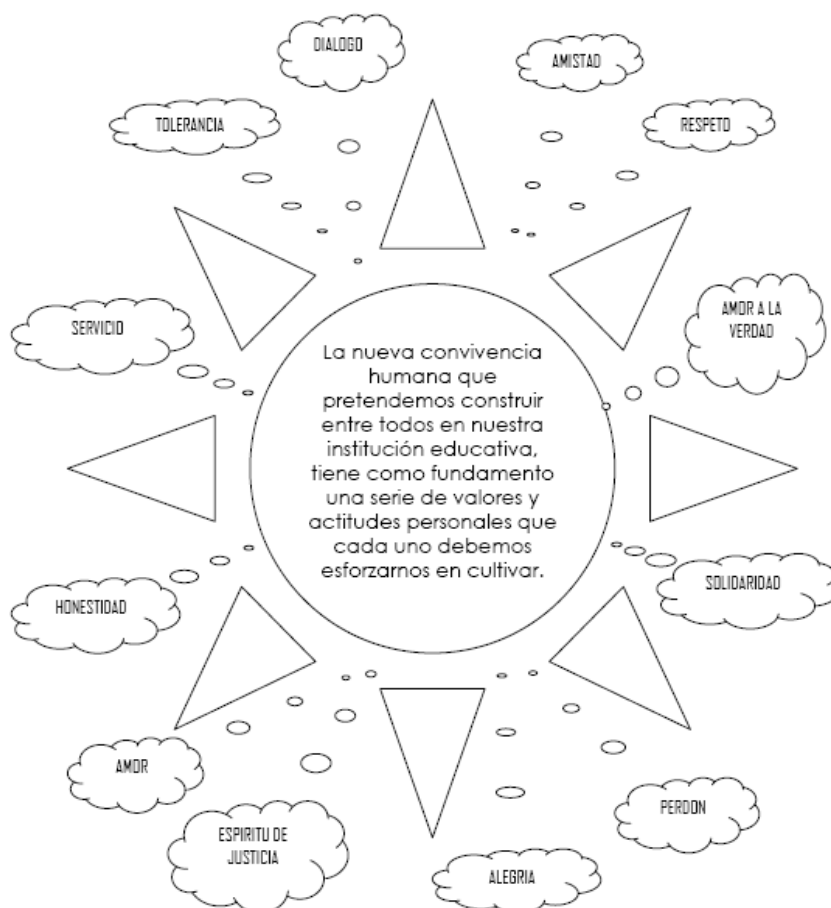 DIALOGO
AMISTAD
TOLERANCIA
RESPETO
SERVICIO
AMOR A LA
VERDAD
La nueva convivencia
humana que
pretendemos construir
entre todos en nuestra
institución educativa,
tiene como fundamento
una serie de valores y
actitudes personales que
cada uno debemos
esforzarnos en cultivar.
HONESTIDAD
SOLIDARIDAD
AMOR
PERDON
ESPIRITU DE
JUSTICIA
ALEGRIA